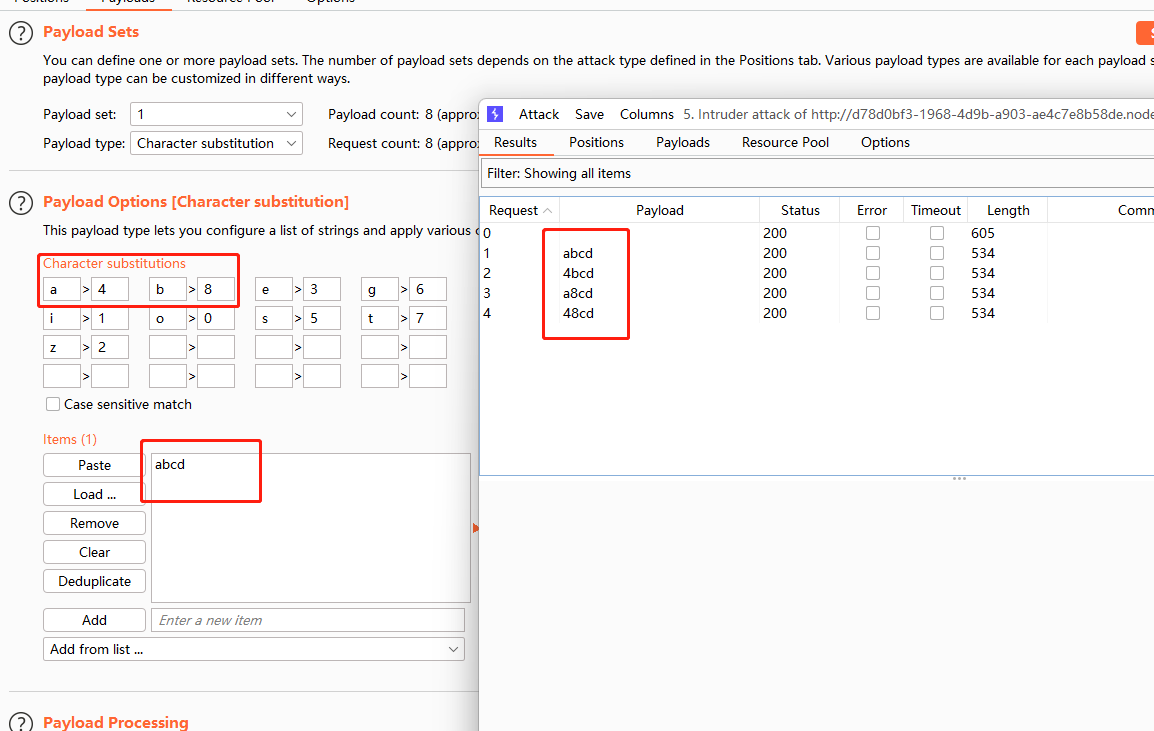 Positions Payloads Resource Pool Options
Payload Sets
You can define one or more payload sets. The number of payload sets depends on the attack type defined in the Positions tab. Various payload types are available for each payload s
payload type can be customized in different ways.
Payload set: 1 Payload count: 8 (appro
Payload type: Character substitution Request count: 8 (appro
Payload Options [Character substitution]
This payload type lets you configure a list of strings and apply various c
Character substitutions
a > 4 b > 8 e > 3 g > 6
i > 1 o > 0 s > 5 t > 7
z > 2 > > >
> > > >
Case sensitive match
Items (1)
Paste abcd
Load ...
Remove
Clear
Deduplicate
Add Enter a new item
Add from list ...
Payload Processing
Attack Save Columns 5. Intruder attack of http://d78d0bf3-1968-4d9b-a903-ae4c7e8b58de.node
Results Positions Payloads Resource Pool Options
Filter: Showing all items
Request Payload Status Error Timeout Length Comm
0 200 605
1 abcd 200 534
2 4bcd 200 534
3 a8cd 200 534
4 48cd 200 534